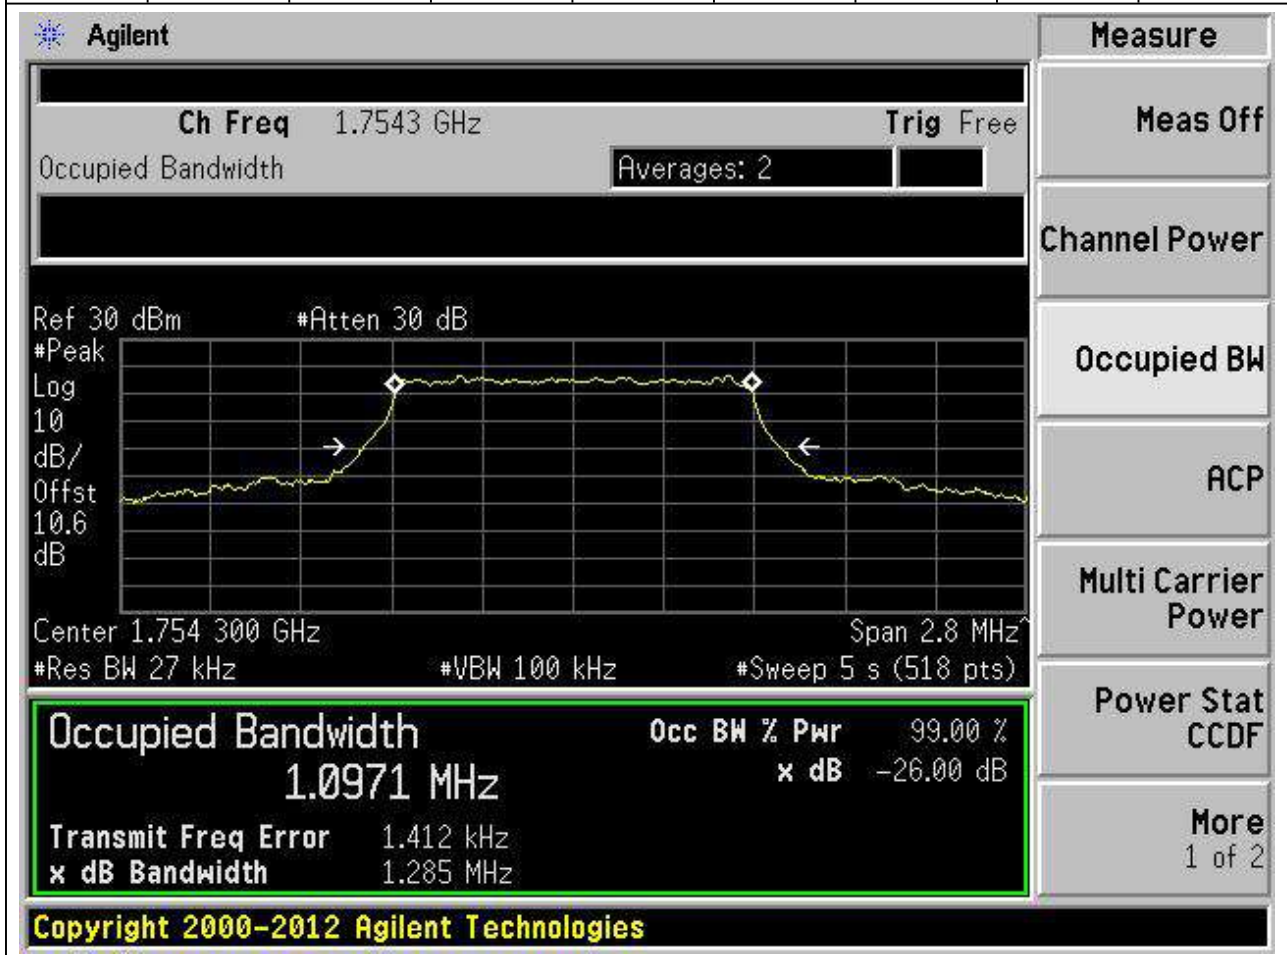 Agilent
Measure
Ch Freq 1.7543 GHz Trig Free
Occupied Bandwidth Averages: 2
Meas Off
Channel Power
Occupied BW
ACP
Multi Carrier
Power
Power Stat
CCDF
More
1 of 2
Ref 30 dBm #Atten 30 dB
#Peak
Log
10
dB/
Offst
10.6
dB
Center 1.754 300 GHz Span 2.8 MHz^
#Res BW 27 kHz #VBW 100 kHz #Sweep 5 s (518 pts)
Occupied Bandwidth Occ BW % Pwr 99.00 %
1.0971 MHz x dB -26.00 dB
Transmit Freq Error 1.412 kHz
x dB Bandwidth 1.285 MHz
Copyright 2000-2012 Agilent Technologies